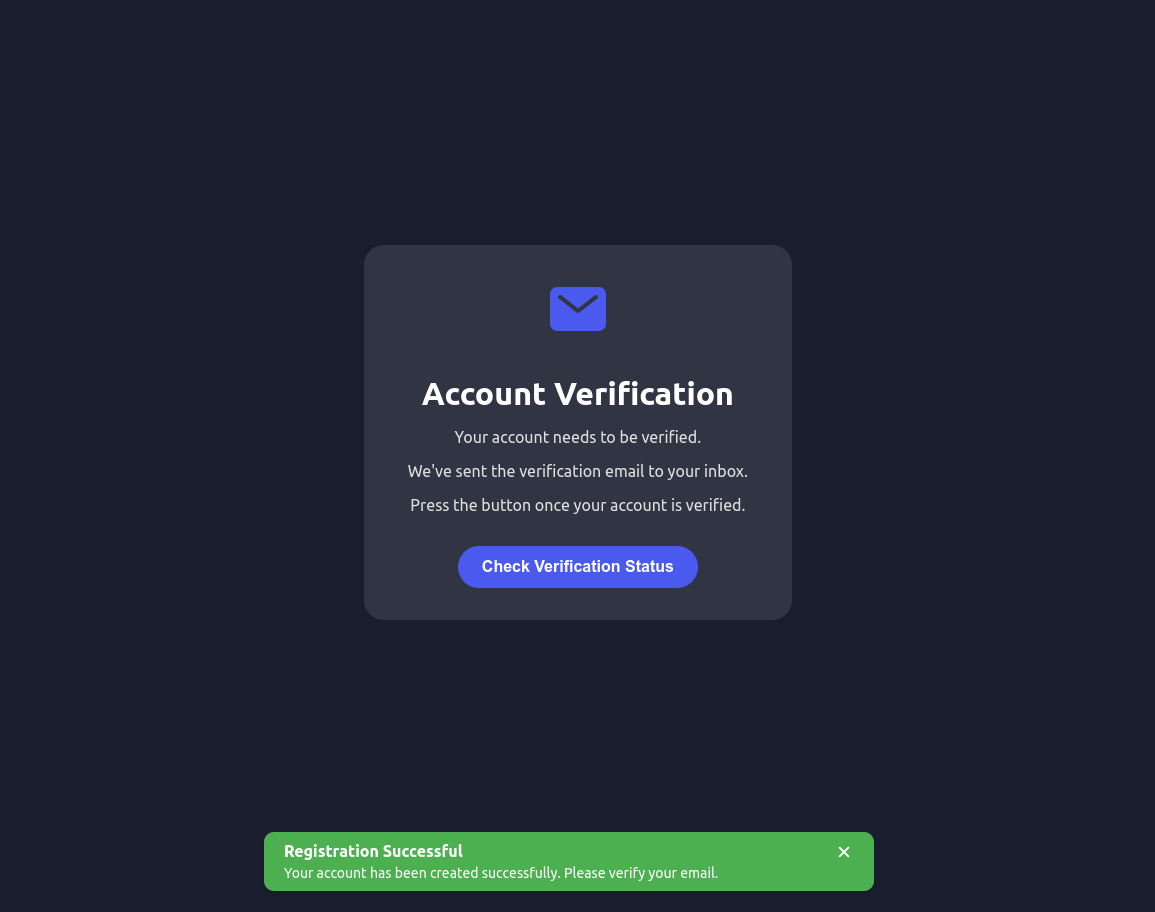 Account Verification
Your account needs to be verified.
We've sent the verification email to your inbox.
Press the button once your account is verified.
Check Verification Status
Registration Successful
Your account has been created successfully. Please verify your email.